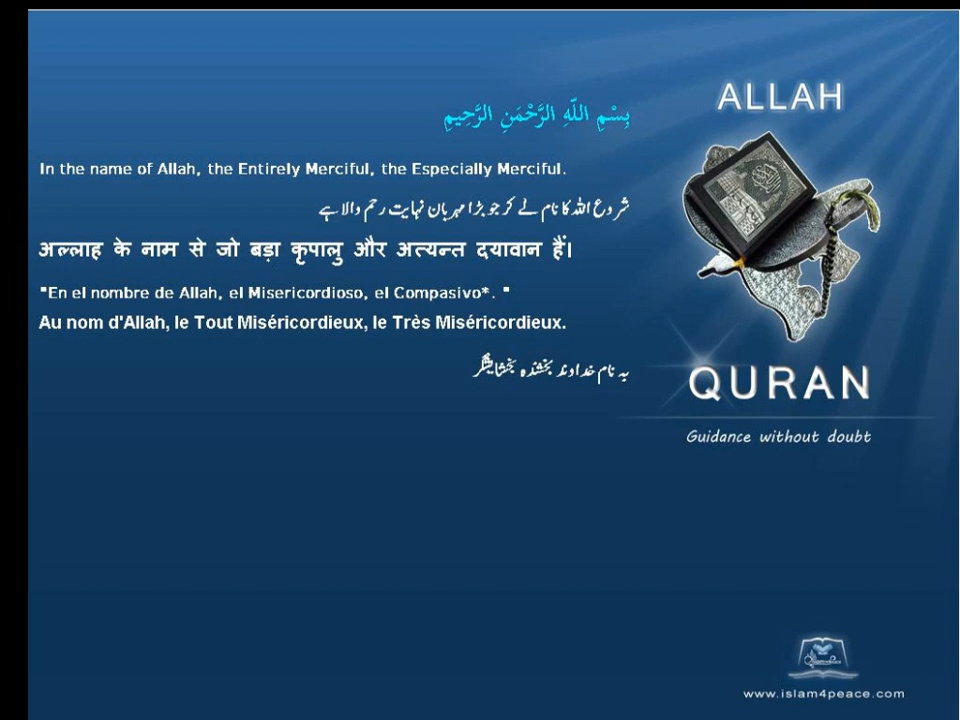 بِسْمِ اللّهِ الرَّحْمَنِ الرَّحِيمِ
In the name of Allah, the Entirely Merciful, the Especially Merciful.
شروع اللہ کا نام لے کر جو بڑا مہربان نہایت رحم والا ہے
अल्लाह के नाम से जो बड़ा कृपालु और अत्यन्त दयावान हैं।
"En el nombre de Allah, el Misericordioso, el Compasivo*. "
Au nom d'Allah, le Tout Miséricordieux, le Très Miséricordieux.
به نام خداوند بخشنده بخشایشگر
ALLAH
QURAN
Guidance without doubt
www.islam4peace.com